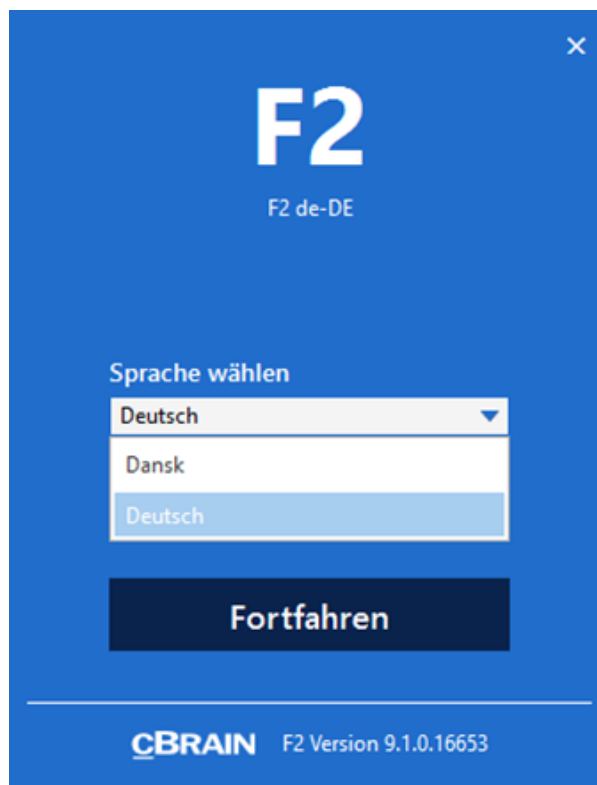 F2
F2 de-DE
Sprache wählen
Deutsch
Dansk
Deutsch
Fortfahren
cBRAIN F2 Version 9.1.0.16653